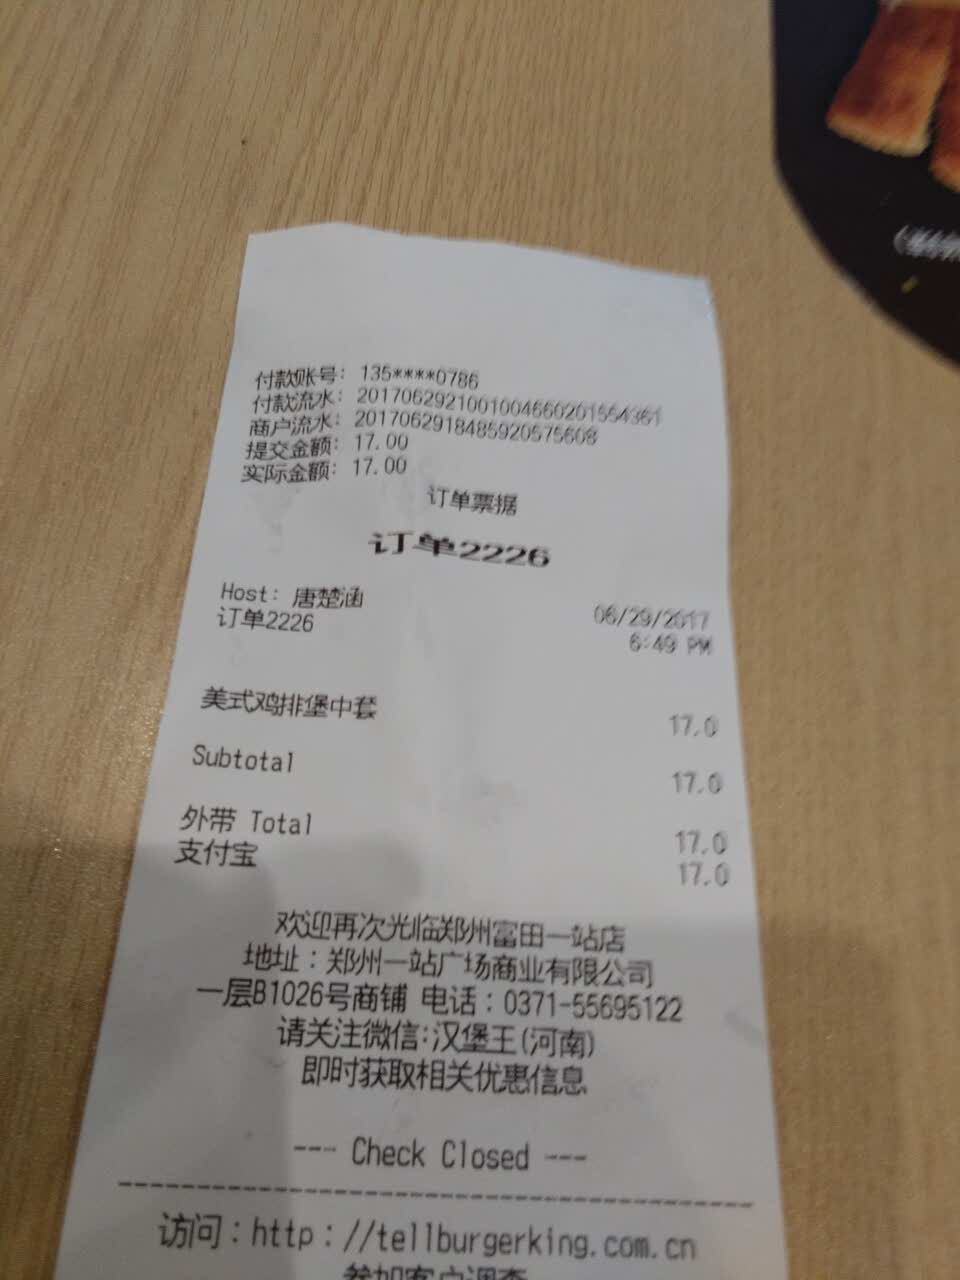 付款账号: 135****0786
付款流水: 2017062921001004660201554361
商户流水: 2017062918485920575608
提交金额: 17.00
实际金额: 17.00
订单票据
订单2226
Host: 唐楚涵
06/29/2017
订单2226
6:49 PM
美式鸡排堡中套
17.0
Subtotal
17.0
外带 Total
17.0
支付宝
17.0
欢迎再次光临郑州富田一站店
地址：郑州一站广场商业有限公司
一层B1026号商铺 电话：0371-55695122
请关注微信:汉堡王(河南)
即时获取相关优惠信息
--- Check Closed ---
访问：http：//tellburgerking.com.cn
参加客户调查